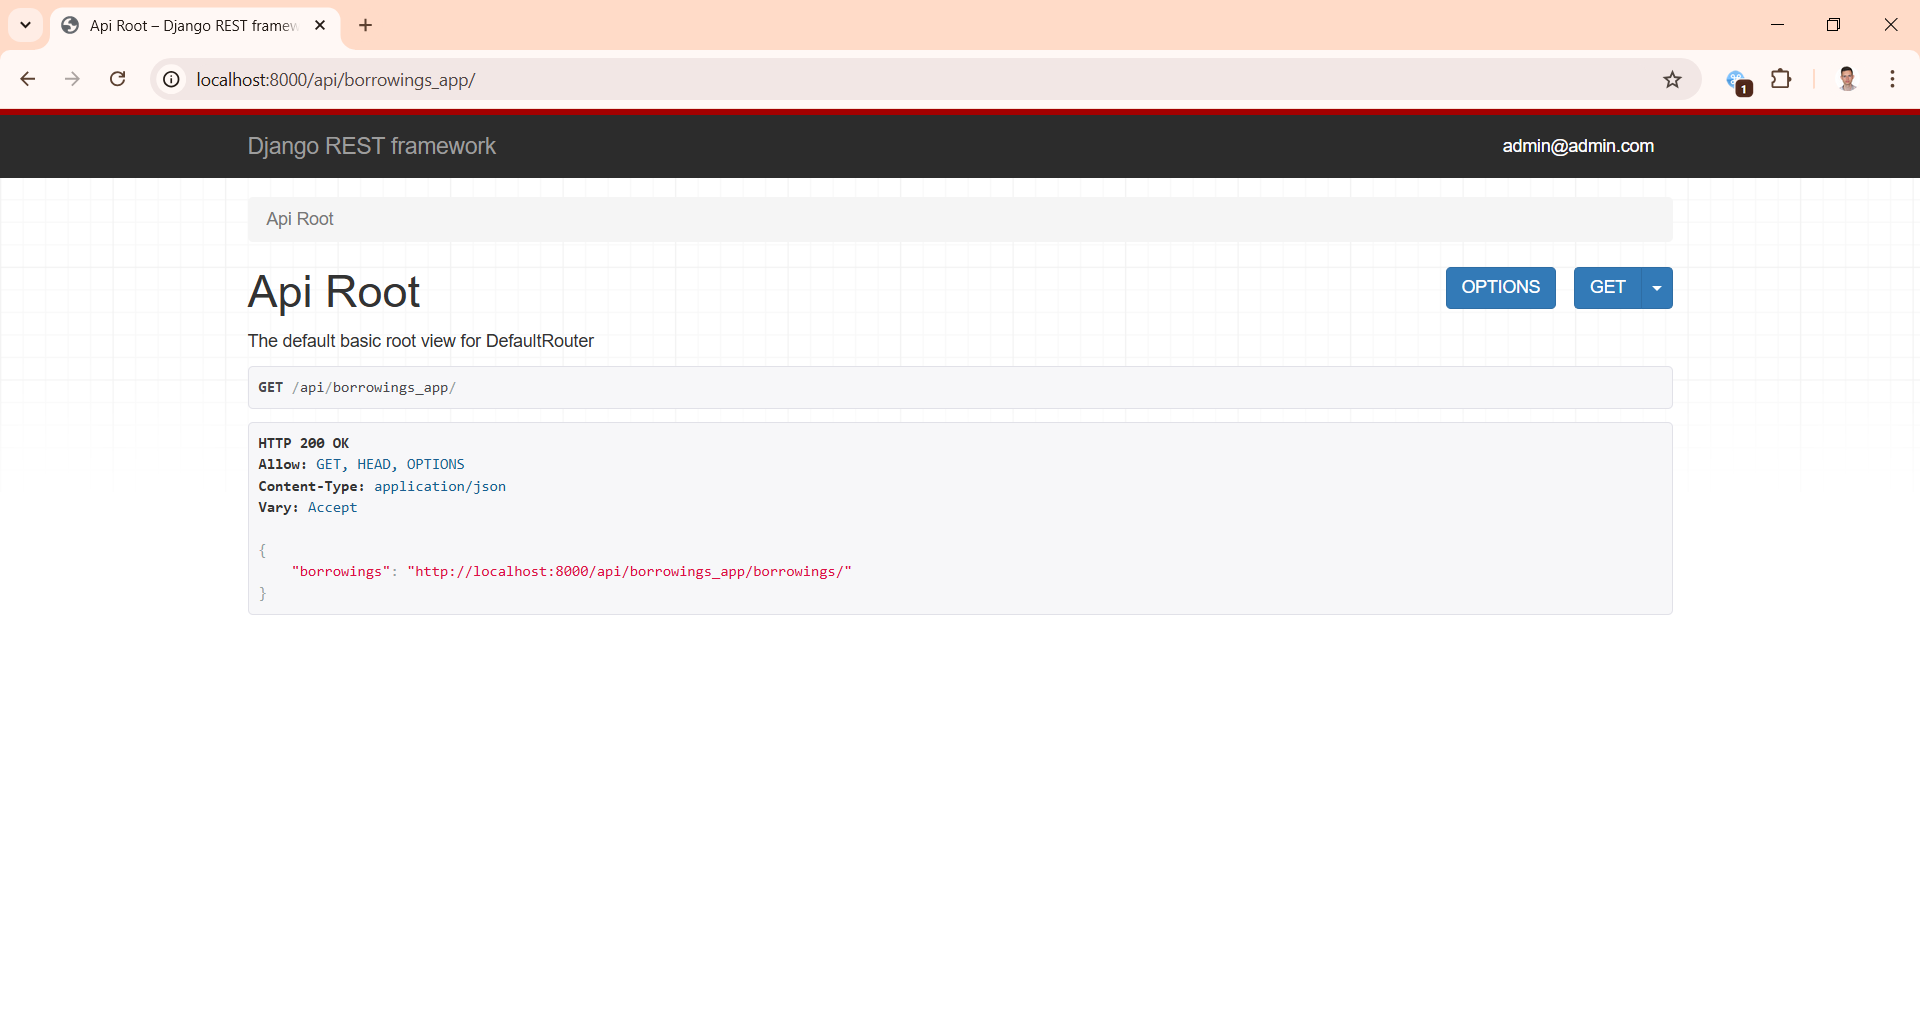 Api Root – Django REST framew
localhost:8000/api/borrowings_app/
1
Django REST framework
admin@admin.com
Api Root
Api Root
OPTIONS
GET
The default basic root view for DefaultRouter
GET /api/borrowings_app/
HTTP 200 OK
Allow: GET, HEAD, OPTIONS
Content-Type: application/json
Vary: Accept
{
    "borrowings": "http://localhost:8000/api/borrowings_app/borrowings/"
}